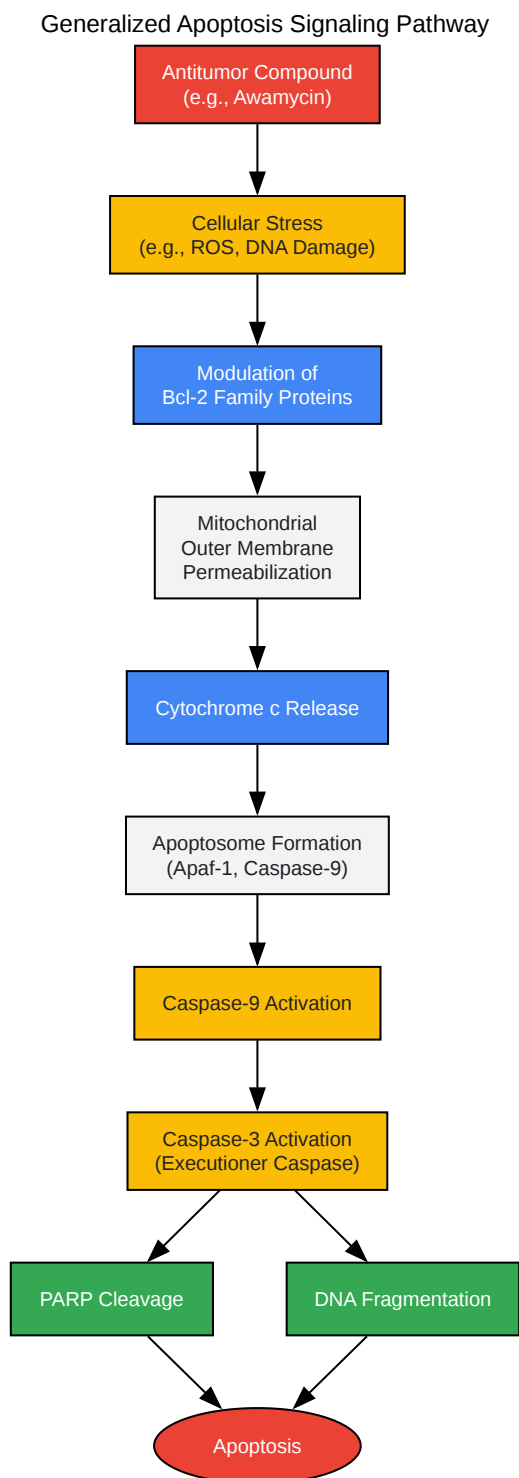 Generalized Apoptosis Signaling Pathway
Antitumor Compound
(e.g., Awamycin)
Cellular Stress
(e.g., ROS, DNA Damage)
Modulation of
Bcl-2 Family Proteins
Mitochondrial
Outer Membrane
Permeabilization
Cytochrome c Release
Apoptosome Formation
(Apaf-1, Caspase-9)
Caspase-9 Activation
Caspase-3 Activation
(Executioner Caspase)
PARP Cleavage
DNA Fragmentation
Apoptosis